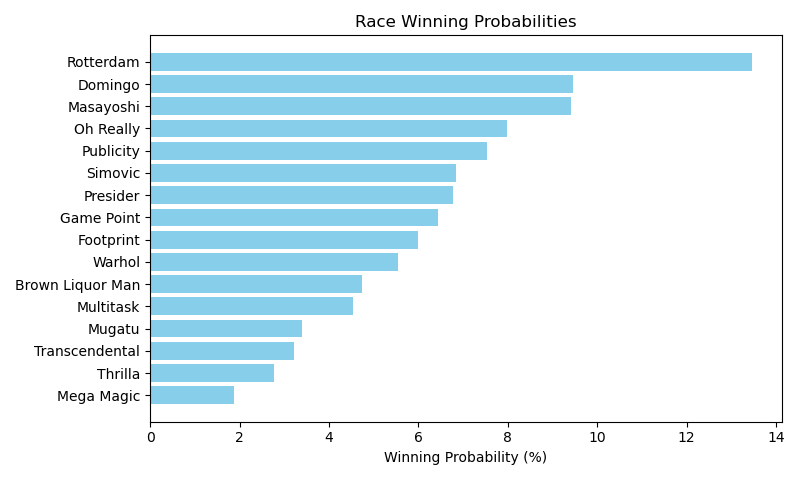 Race Winning Probabilities
Rotterdam
Domingo
Masayoshi
Oh Really
Publicity
Simovic
Presider
Game Point
Footprint
Warhol
Brown Liquor Man
Multitask
Mugatu
Transcendental
Thrilla
Mega Magic
0 2 4 6 8 10 12 14
Winning Probability (%)